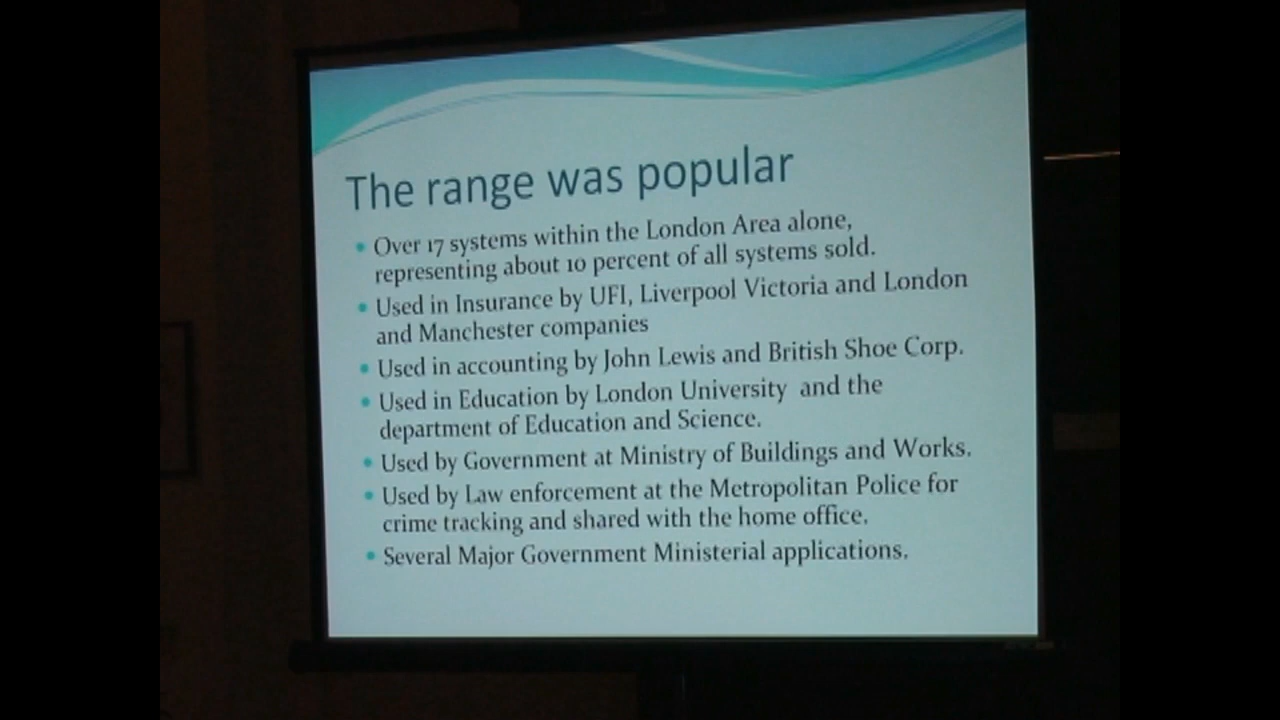 The range was popular
• Over 17 systems within the London Area alone,
representing about 10 percent of all systems sold.
• Used in Insurance by UFI, Liverpool Victoria and London
and Manchester companies
• Used in accounting by John Lewis and British Shoe Corp.
• Used in Education by London University and the
department of Education and Science.
• Used by Government at Ministry of Buildings and Works.
• Used by Law enforcement at the Metropolitan Police for
crime tracking and shared with the home office.
• Several Major Government Ministerial applications.